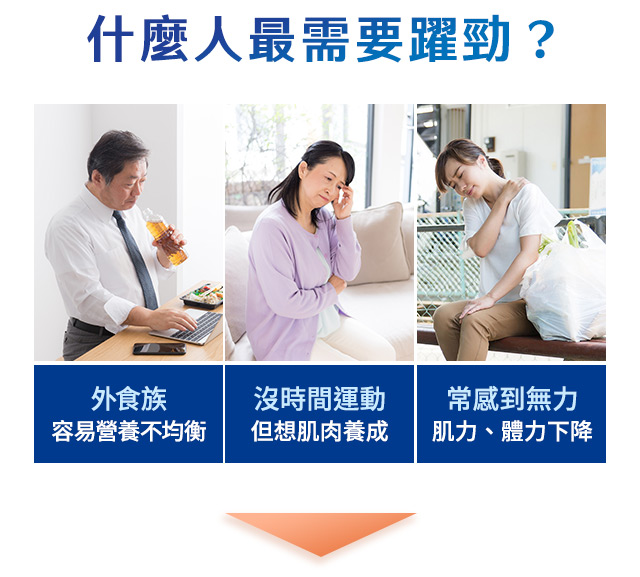 什麼人最需要躍勁？
外食族
容易營養不均衡
沒時間運動
但想肌肉養成
常感到無力
肌力、體力下降